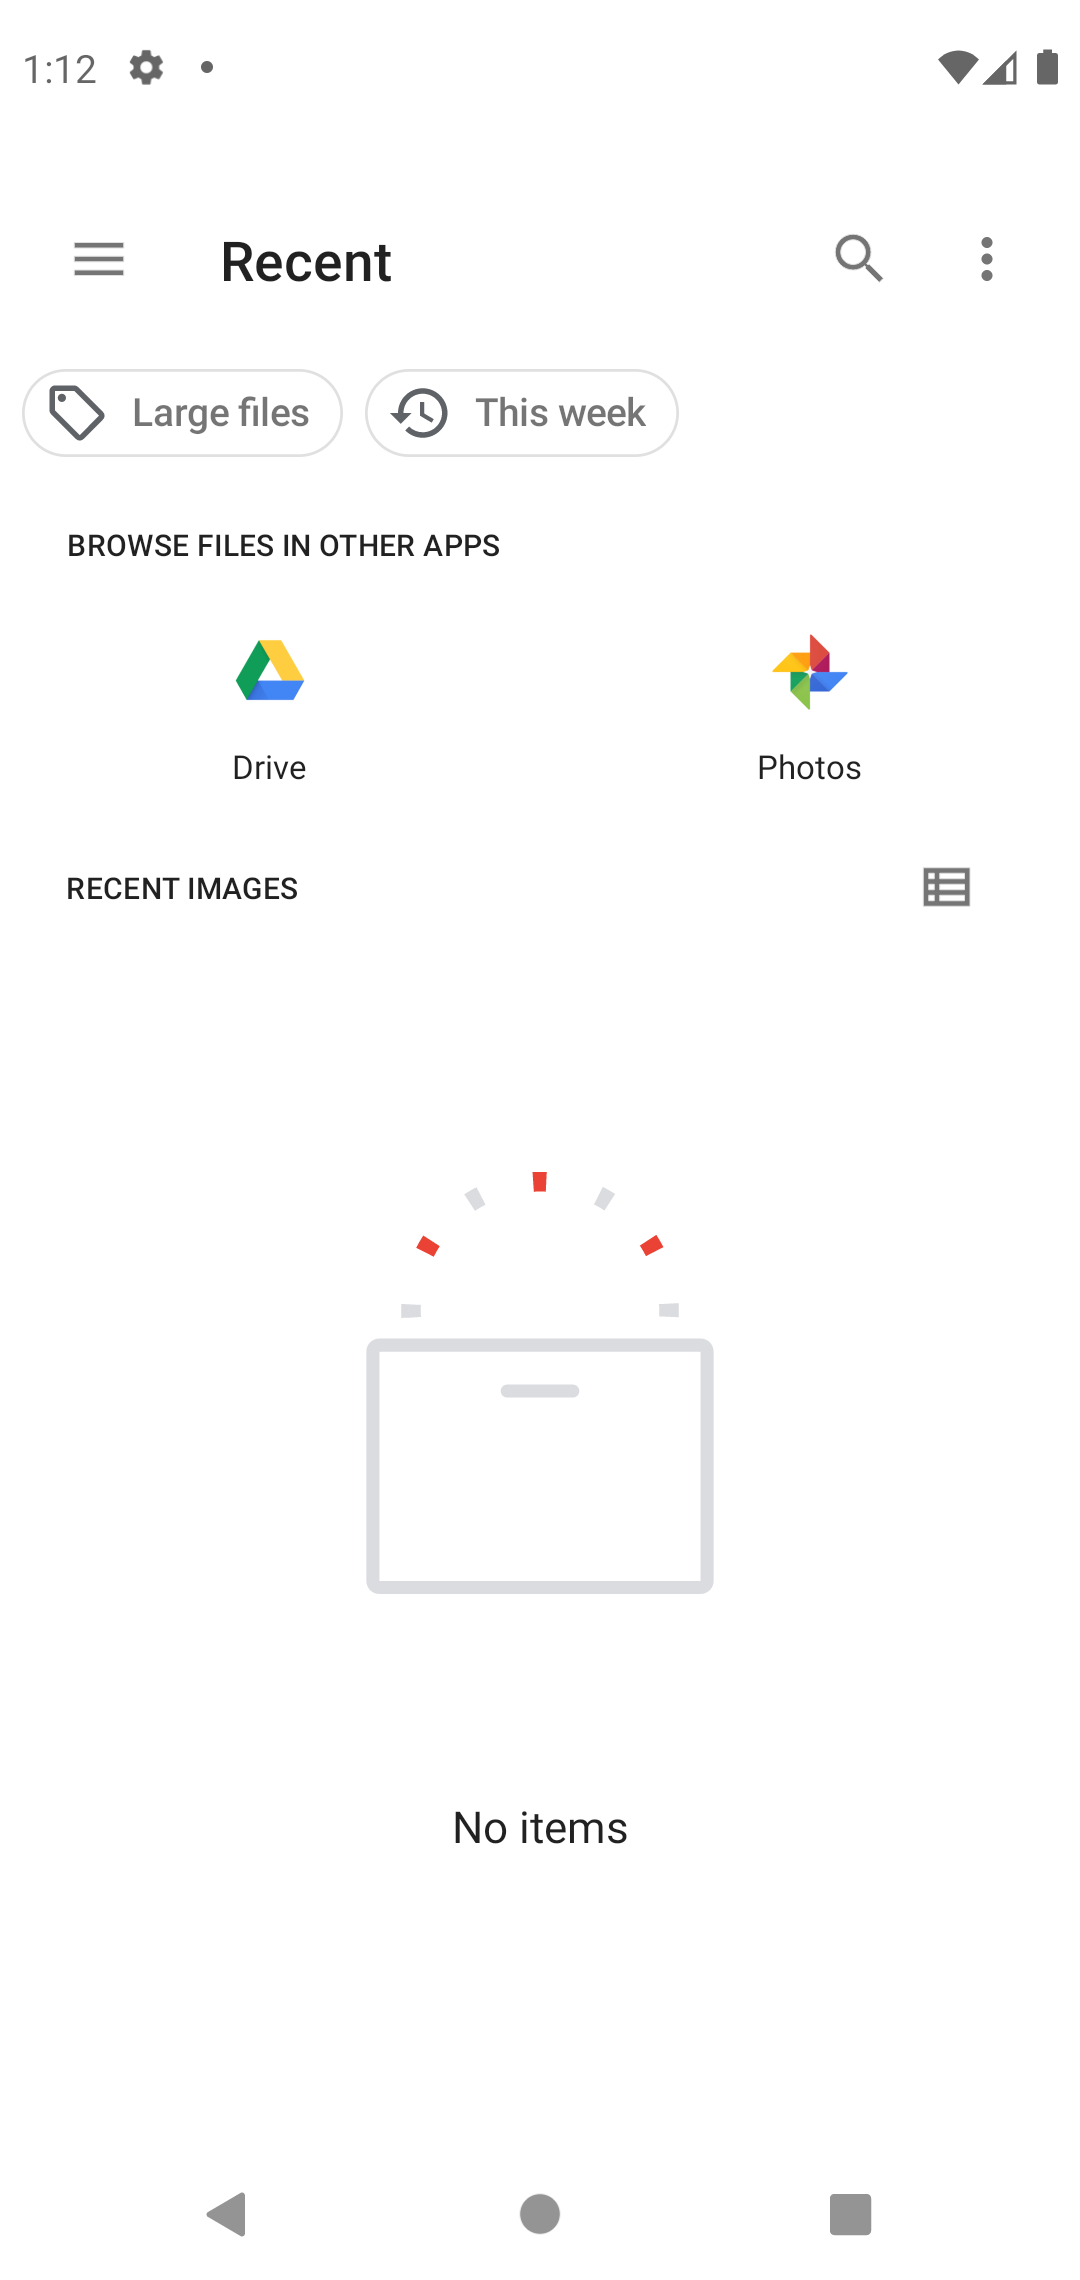 1:12
Recent
Large files
This week
BROWSE FILES IN OTHER APPS
Drive
Photos
RECENT IMAGES
No items